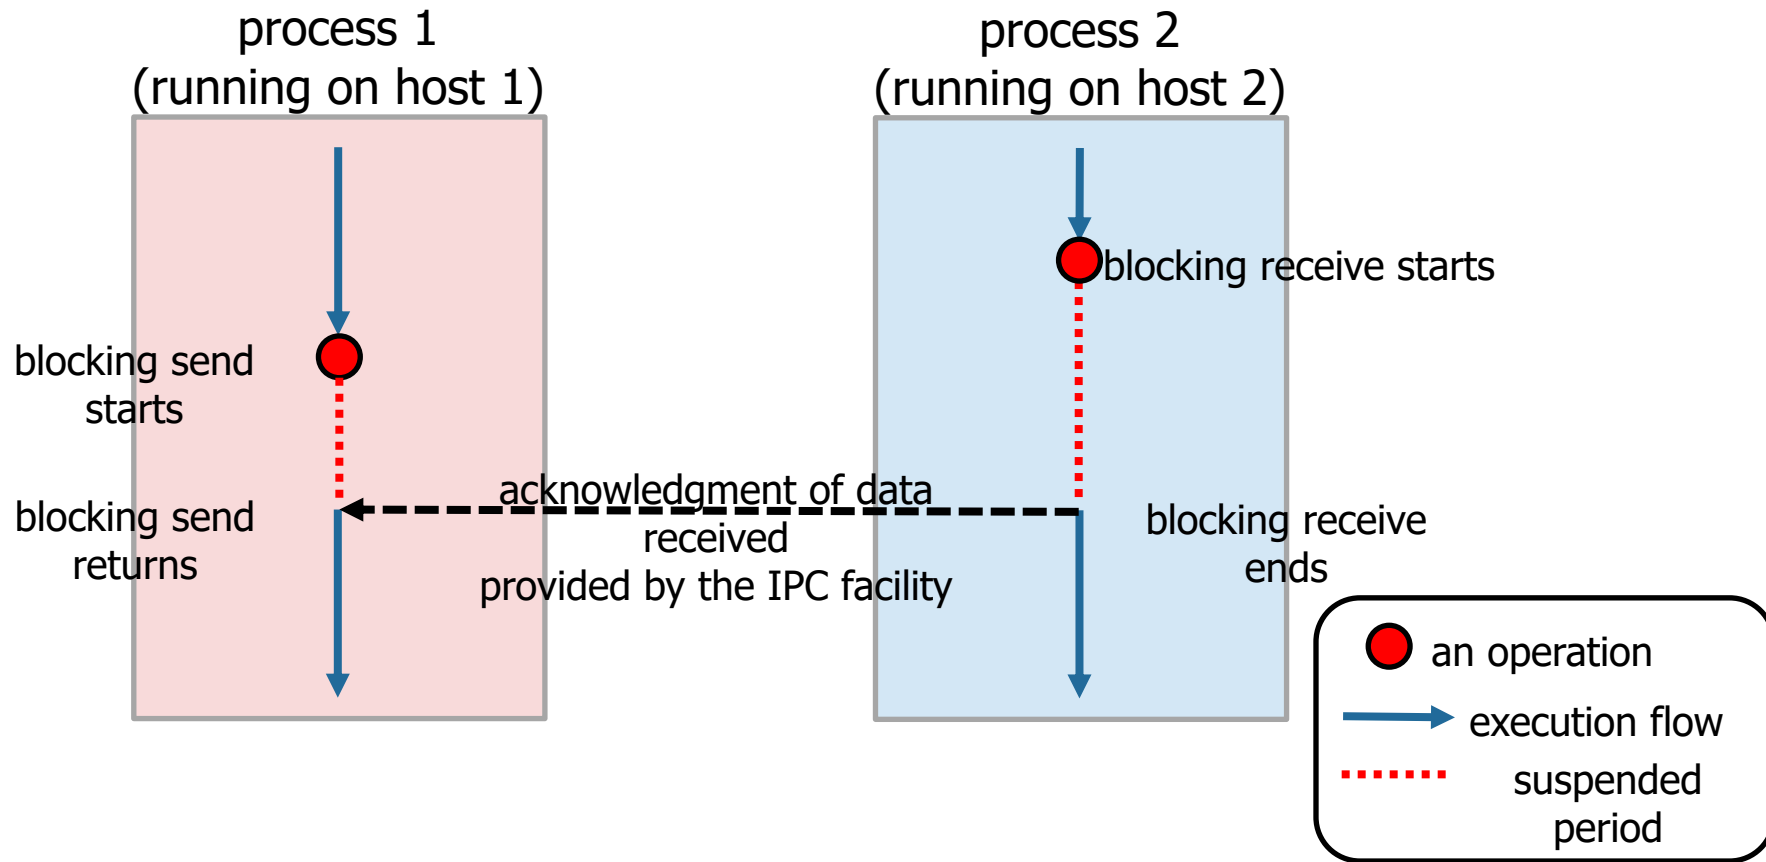 process 1
(running on host 1)
process 2
(running on host 2)
blocking receive starts
blocking send
starts
acknowledgment of data
received
provided by the IPC facility
blocking send
returns
blocking receive
ends
an operation
execution flow
suspended
period